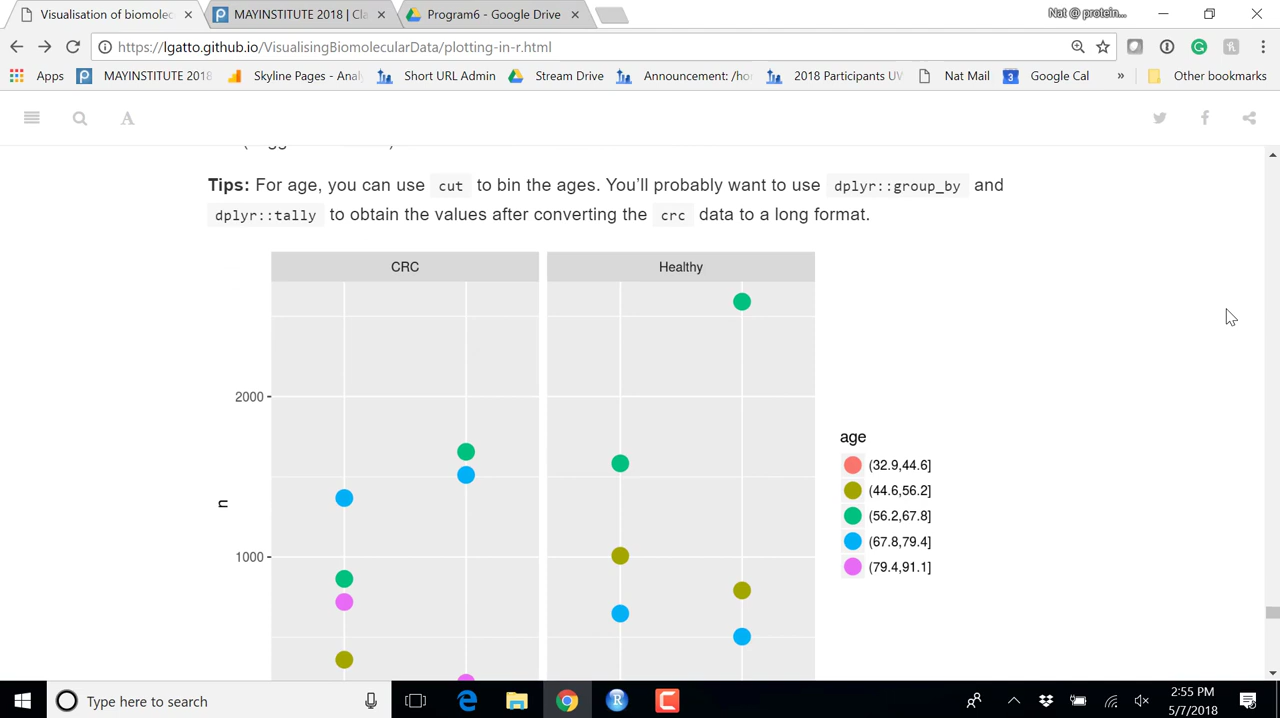 Visualisation of biomolec
MAYINSTITUTE 2018 | Cla
Program6 - Google Drive
Nat @ protein...
https://lgatto.github.io/VisualisingBiomolecularData/plotting-in-r.html
Apps
MAYINSTITUTE 2018
Skyline Pages - Anal
Short URL Admin
Stream Drive
Announcement: /ho
2018 Participants UV
Nat Mail
3
Google Cal
»
Other bookmarks
A
Tips: For age, you can use cut to bin the ages. You'll probably want to use dplyr::group_by and
dplyr::tally to obtain the values after converting the crc data to a long format.
CRC
Healthy
2000
1000
n
age
(32.9,44.6]
(44.6,56.2]
(56.2,67.8]
(67.8,79.4]
(79.4,91.1]
Type here to search
2:55 PM
5/7/2018